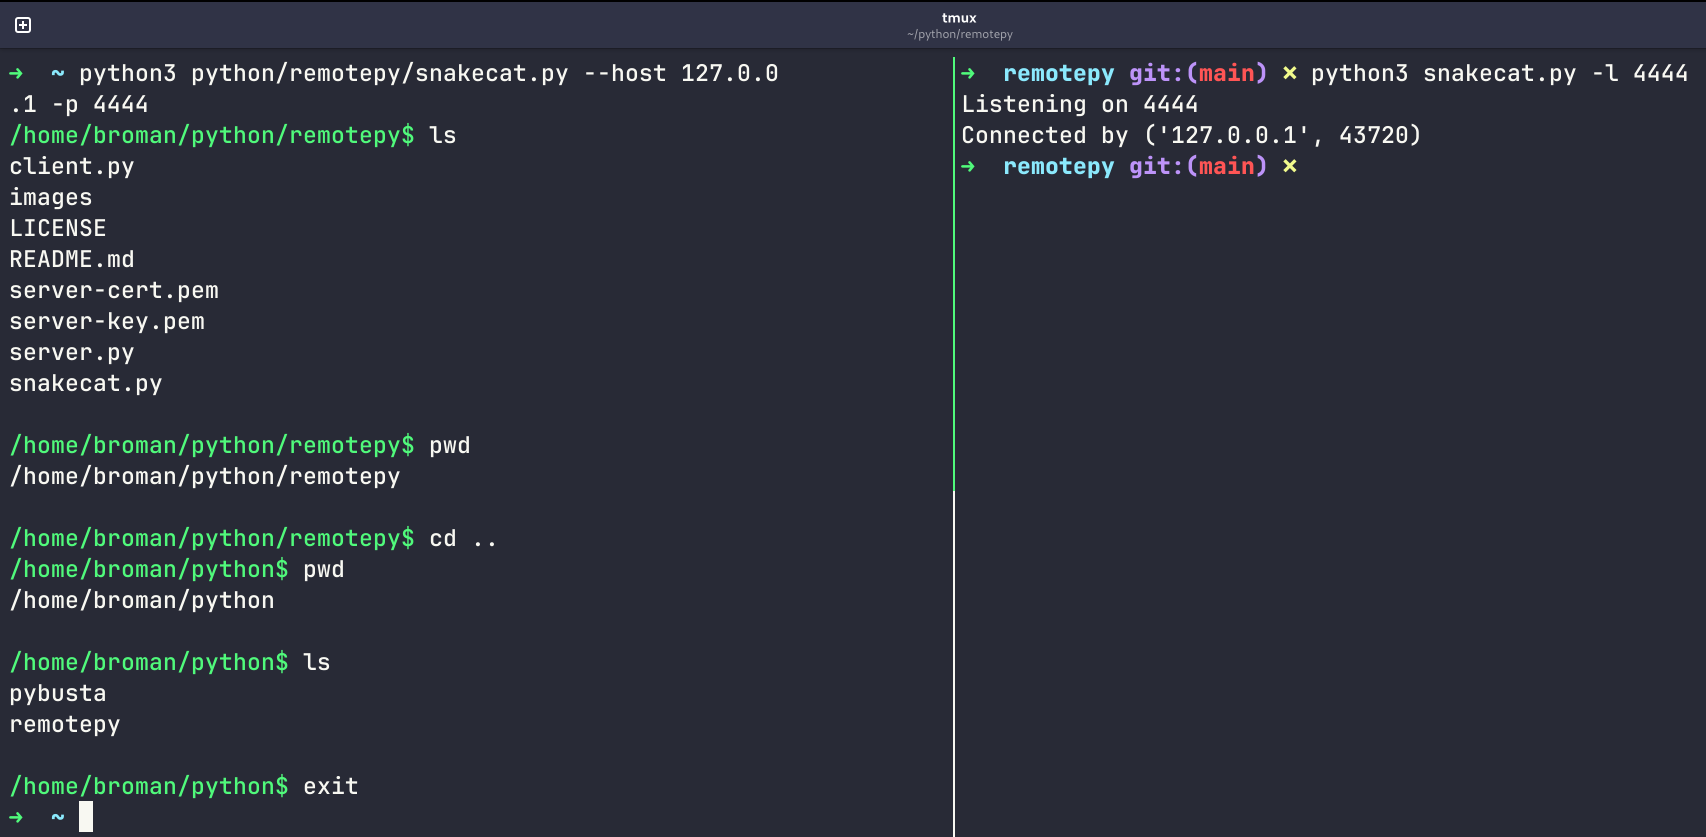 tmux
~/python/remotepy
➜  ~ python3 python/remotepy/snakecat.py --host 127.0.0
.1 -p 4444
/home/broman/python/remotepy$ ls
client.py
images
LICENSE
README.md
server-cert.pem
server-key.pem
server.py
snakecat.py
/home/broman/python/remotepy$ pwd
/home/broman/python/remotepy
/home/broman/python/remotepy$ cd ..
/home/broman/python$ pwd
/home/broman/python
/home/broman/python$ ls
pybusta
remotepy
/home/broman/python$ exit
➜  ~
➜  remotepy git:(main) ✗ python3 snakecat.py -l 4444
Listening on 4444
Connected by ('127.0.0.1', 43720)
➜  remotepy git:(main) ✗